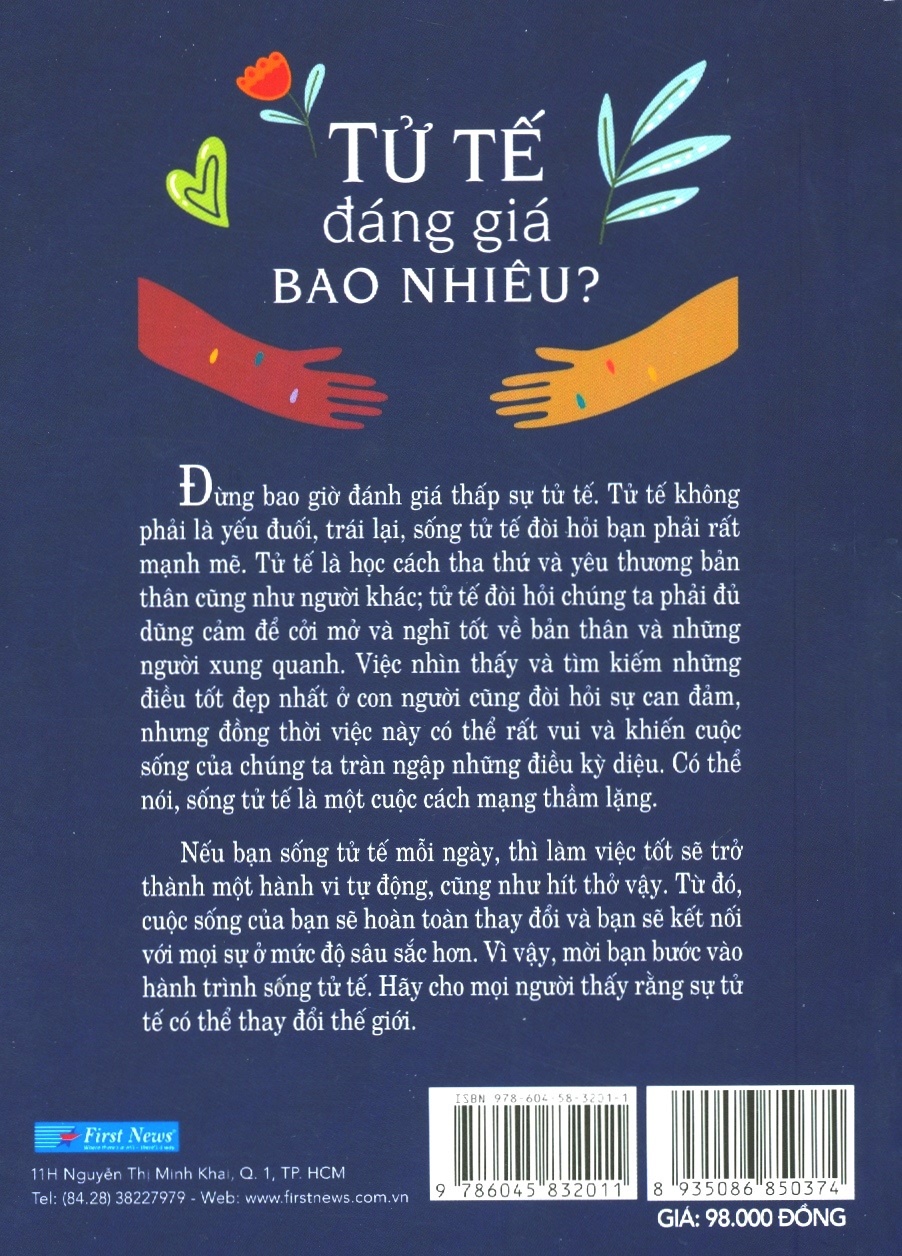 TỬ TẾ
đáng giá
BAO NHIÊU?
Đừng bao giờ đánh giá thấp sự tử tế. Tử tế không
phải là yếu đuối, trái lại, sống tử tế đòi hỏi bạn phải rất
mạnh mẽ. Tử tế là học cách tha thứ và yêu thương bản
thân cũng như người khác; tử tế đòi hỏi chúng ta phải đủ
dũng cảm để cởi mở và nghĩ tốt về bản thân và những
người xung quanh. Việc nhìn thấy và tìm kiếm những
điều tốt đẹp nhất ở con người cũng đòi hỏi sự can đảm,
nhưng đồng thời việc này có thể rất vui và khiến cuộc
sống của chúng ta tràn ngập những điều kỳ diệu. Có thể
nói, sống tử tế là một cuộc cách mạng thầm lặng.
Nếu bạn sống tử tế mỗi ngày, thì làm việc tốt sẽ trở
thành một hành vi tự động, cũng như hít thở vậy. Từ đó,
cuộc sống của bạn sẽ hoàn toàn thay đổi và bạn sẽ kết nối
với mọi sự ở mức độ sâu sắc hơn. Vì vậy, mời bạn bước vào
hành trình sống tử tế. Hãy cho mọi người thấy rằng sự tử
tế có thể thay đổi thế giới.
First News
11H Nguyễn Thị Minh Khai, Q. 1, TP. HCM
Tel: (84.28) 38227979 - Web: www.firstnews.com.vn
ISBN 978-604-58-3201-1
9 786045 832011
8 935086 850374
GIÁ: 98.000 ĐỒNG